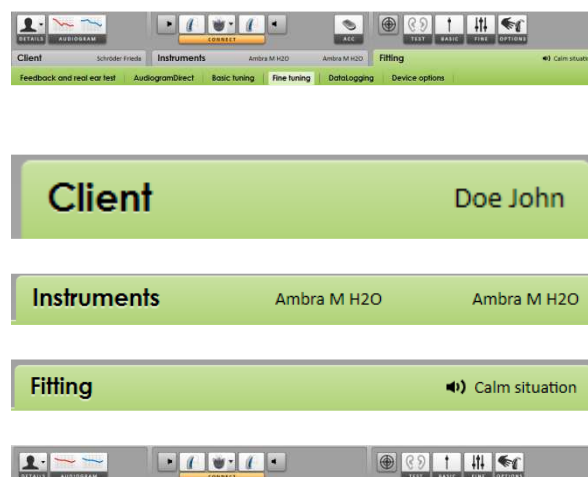 DETAILS AUDIOGRAM CONNECT ACC TEST BASIC FINE OPTIONS
Client Schröder Frieda Instruments Ambra M H2O Ambra M H2O Fitting Calm situatio
Feedback and real ear test AudiogramDirect Basic tuning Fine tuning DataLogging Device options
Client Doe John
Instruments Ambra M H2O Ambra M H2O
Fitting Calm situation
DETAILS AUDIOGRAM CONNECT TEST BASIC FINE OPTIONS